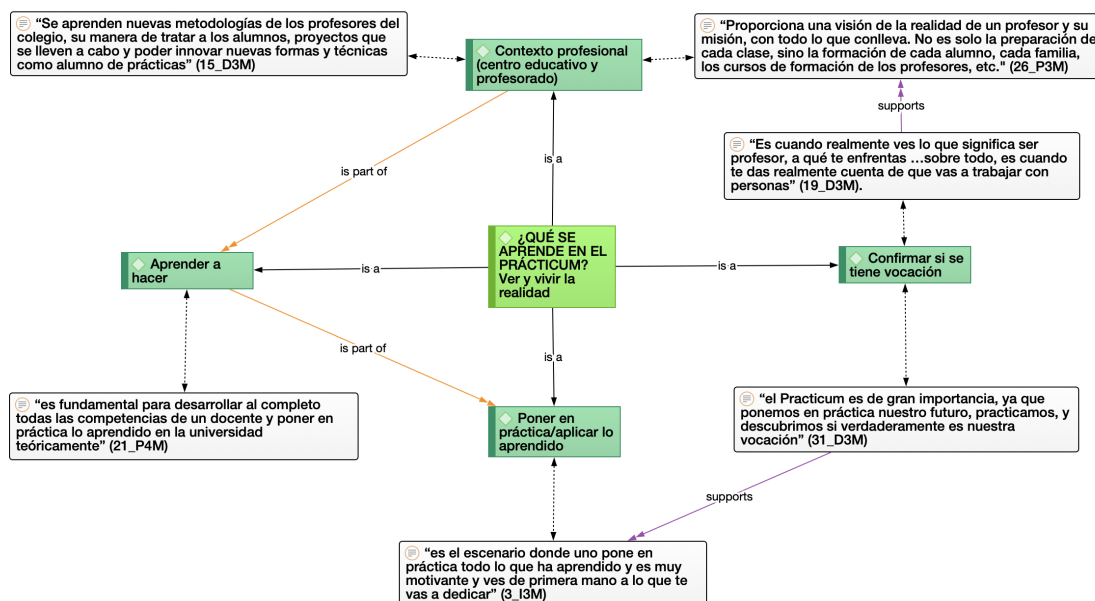 “Se aprenden nuevas metodologías de los profesores del
colegio, su manera de tratar a los alumnos, proyectos que
se lleven a cabo y poder innovar nuevas formas y técnicas
como alumno de prácticas” (15_D3M)
Contexto profesional
(centro educativo y
profesorado)
“Proporciona una visión de la realidad de un profesor y su
misión, con todo lo que conlleva. No es solo la preparación de
cada clase, sino la formación de cada alumno, cada familia,
los cursos de formación de los profesores, etc." (26_P3M)
supports
“Es cuando realmente ves lo que significa ser
profesor, a qué te enfrentas …sobre todo, es cuando
te das realmente cuenta de que vas a trabajar con
personas” (19_D3M).
is a
is part of
¿QUÉ SE
APRENDE EN EL
PRÁCTICUM?
Ver y vivir la
realidad
Aprender a
hacer
is a
is a
Confirmar si se
tiene vocación
is part of
is a
“es fundamental para desarrollar al completo
todas las competencias de un docente y poner en
práctica lo aprendido en la universidad
teóricamente” (21_P4M)
Poner en
práctica/aplicar lo
aprendido
“el Practicum es de gran importancia, ya que
ponemos en práctica nuestro futuro, practicamos, y
descubrimos si verdaderamente es nuestra
vocación” (31_D3M)
supports
“es el escenario donde uno pone en
práctica todo lo que ha aprendido y es muy
motivante y ves de primera mano a lo que te
vas a dedicar” (3_I3M)